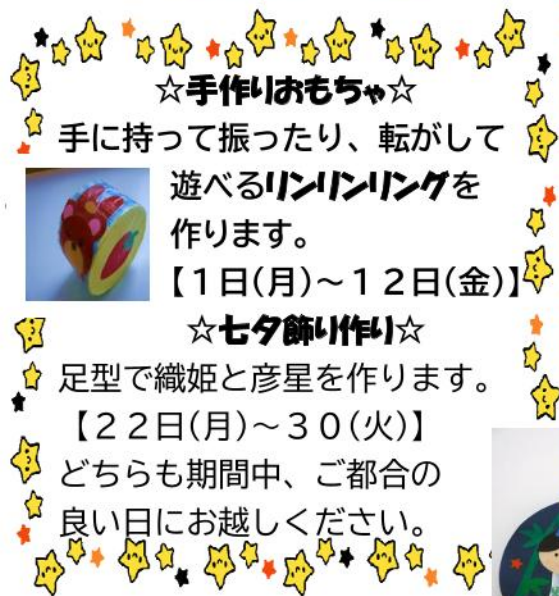 ☆手作りおもちゃ☆
手に持って振ったり、転がして
遊べるリンリンリングを
作ります。
【１日(月)～１２日(金)】
☆七夕飾り作り☆
足型で織姫と彦星を作ります。
【２２日(月)～３０(火)】
どちらも期間中、ご都合の
良い日にお越しください。